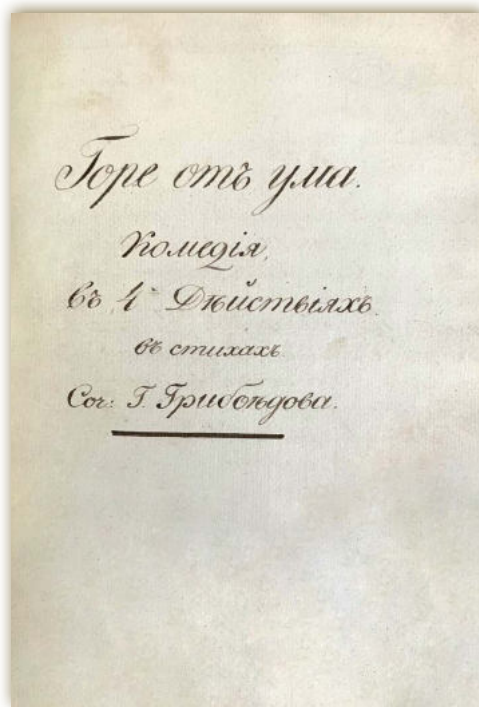 Горе отъ ума.
Комедія,
въ 4 Дѣйствіяхъ
въ стихахъ
Соч: Г. Грибоѣдова.